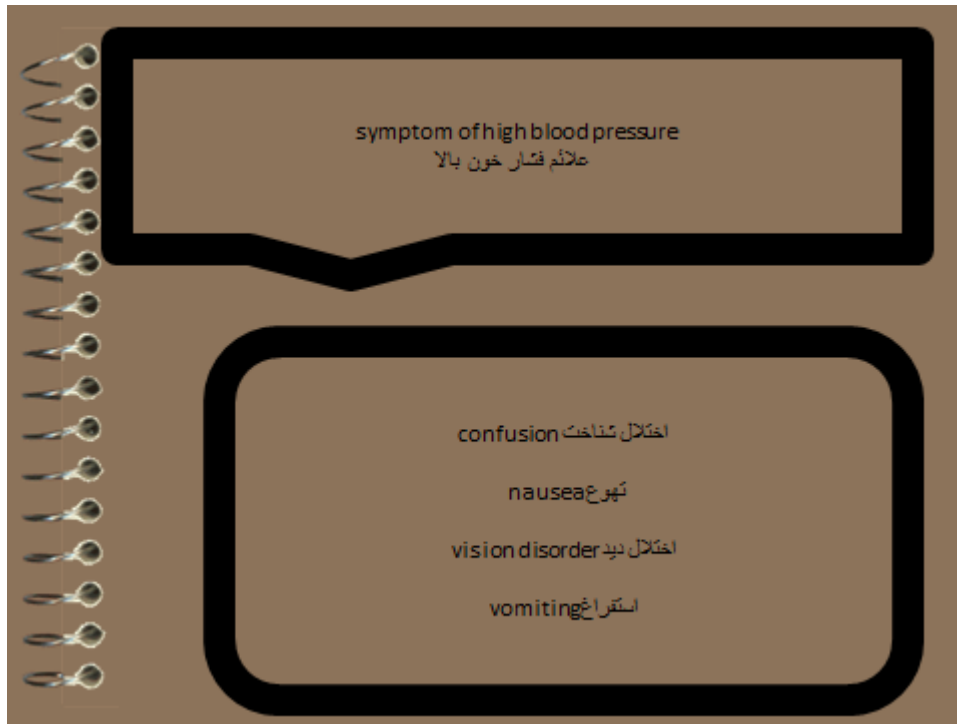 symptom of high blood pressure
علائم فشار خون بالا
confusion اختلال شناخت
nausea تهوع
vision disorder اختلال دید
vomiting استفراغ